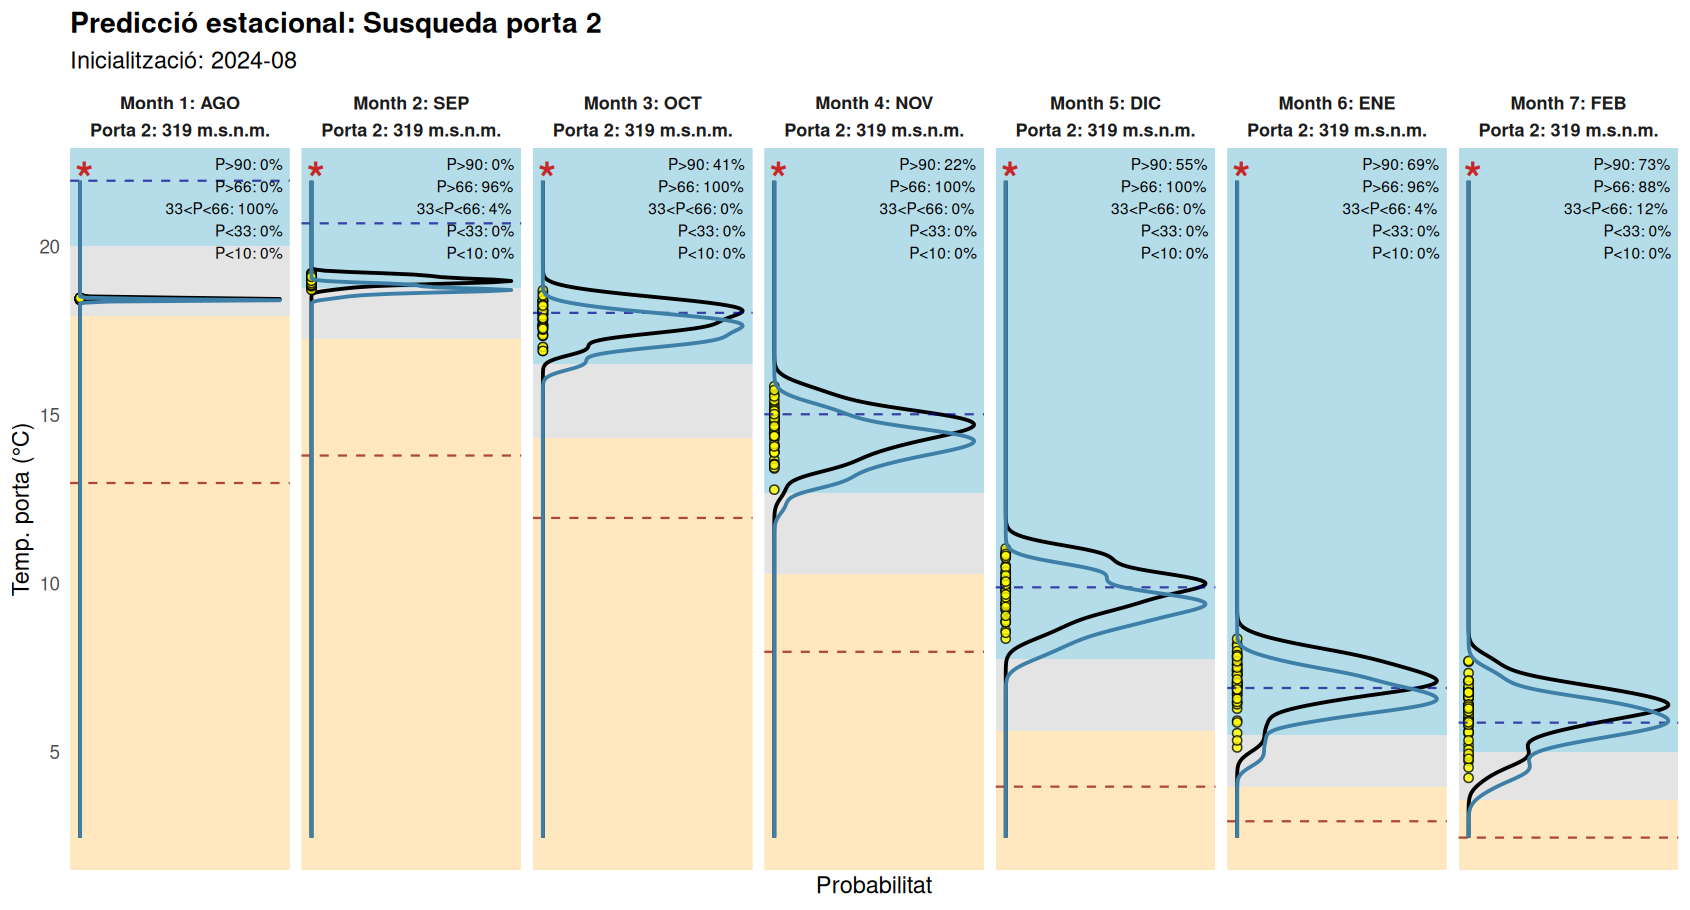 Predicció estacional: Susqueda porta 2
Inicialització: 2024-08
Month 1: AGO
Porta 2: 319 m.s.n.m.
Month 2: SEP
Porta 2: 319 m.s.n.m.
Month 3: OCT
Porta 2: 319 m.s.n.m.
Month 4: NOV
Porta 2: 319 m.s.n.m.
Month 5: DIC
Porta 2: 319 m.s.n.m.
Month 6: ENE
Porta 2: 319 m.s.n.m.
Month 7: FEB
Porta 2: 319 m.s.n.m.
*
P>90: 0%
P>66: 0%
33<P<66: 100%
P<33: 0%
P<10: 0%
*
P>90: 0%
P>66: 96%
33<P<66: 4%
P<33: 0%
P<10: 0%
*
P>90: 41%
P>66: 100%
33<P<66: 0%
P<33: 0%
P<10: 0%
*
P>90: 22%
P>66: 100%
33<P<66: 0%
P<33: 0%
P<10: 0%
*
P>90: 55%
P>66: 100%
33<P<66: 0%
P<33: 0%
P<10: 0%
*
P>90: 69%
P>66: 96%
33<P<66: 4%
P<33: 0%
P<10: 0%
*
P>90: 73%
P>66: 88%
33<P<66: 12%
P<33: 0%
P<10: 0%
20
15
10
5
Temp. porta (°C)
Probabilitat